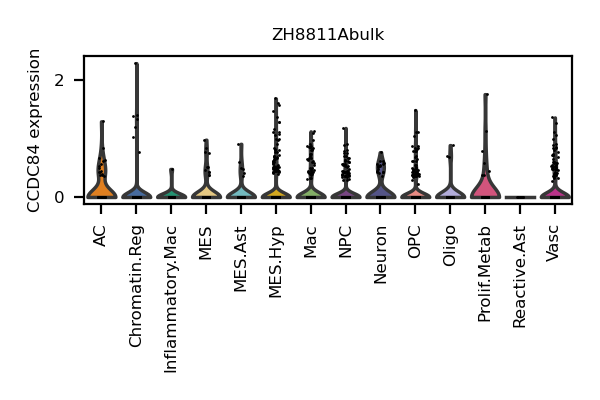 ZH8811Abulk
CCDC84 expression
2
0
AC
Chromatin.Reg
Inflammatory.Mac
MES
MES.Ast
MES.Hyp
Mac
NPC
Neuron
OPC
Oligo
Prolif.Metab
Reactive.Ast
Vasc